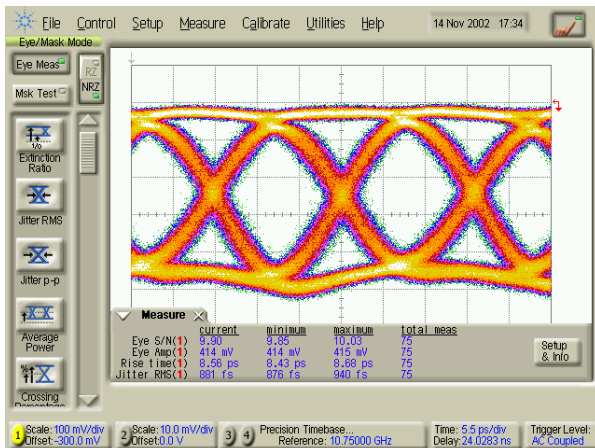 File Control Setup Measure Calibrate Utilities Help 14 Nov 2002 17:34
Eye/Mask Mode
Eye Meas
RZ
Msk Test
NRZ
1/0
Extinction
Ratio
Jitter RMS
Jitter p-p
Average
Power
%
Crossing
Measure
current minimum maximum total meas
Eye S/N(1) 9.90 9.85 10.03 75
Eye Amp(1) 414 mV 414 mV 415 mV 75
Rise time(1) 8.56 ps 8.43 ps 8.68 ps 75
Jitter RMS(1) 881 fs 876 fs 940 fs 75
Setup
& Info
1 Scale: 100 mV/div
Offset: -300.0 mV
2 Scale: 10.0 mV/div
Offset: 0.0 V
3 4 Precision Timebase...
Reference: 10.75000 GHz
Time: 5.5 ps/div
Delay: 24.0283 ns
Trigger Level:
AC Coupled